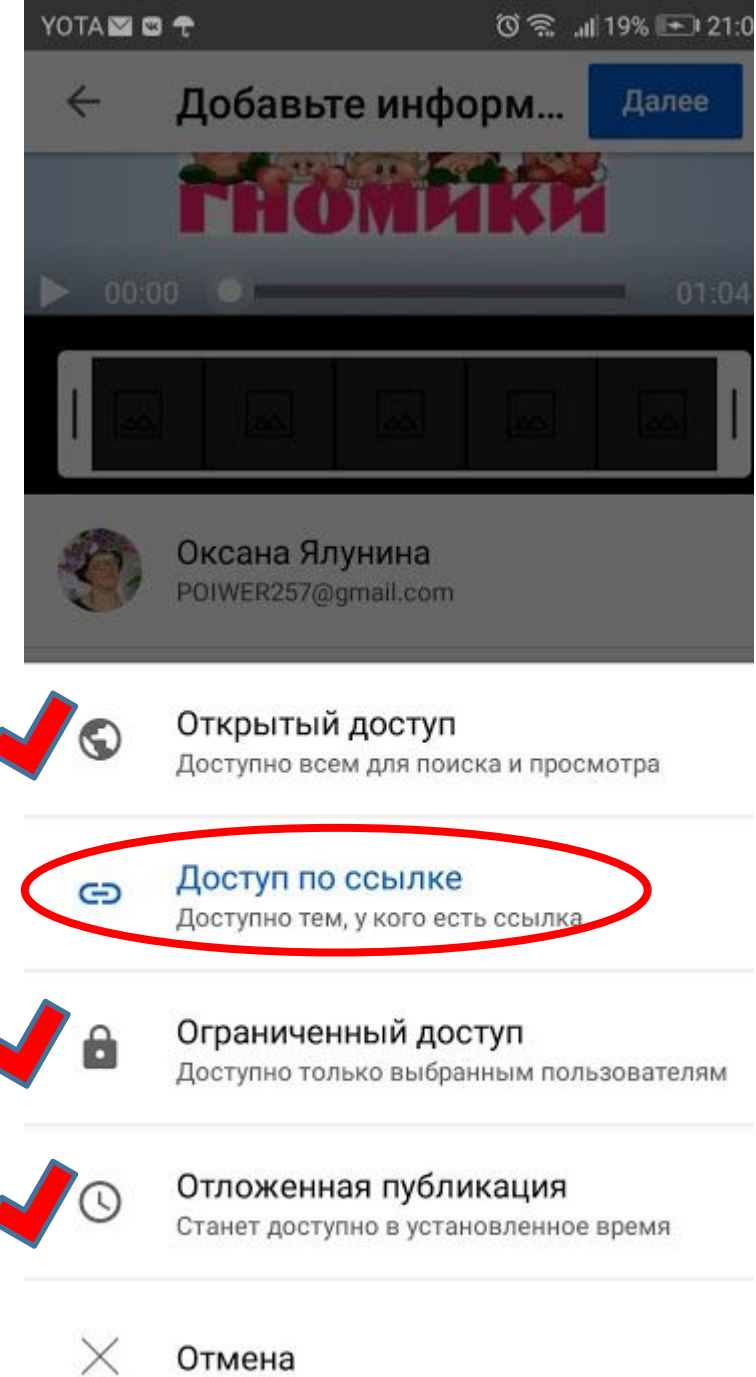 YOTA 19% 21:0
Добавьте информ... Далее
ГНОМИКИ
00:00 01:04
Оксана Ялунина
POIWER257@gmail.com
Открытый доступ
Доступно всем для поиска и просмотра
Доступ по ссылке
Доступно тем, у кого есть ссылка
Ограниченный доступ
Доступно только выбранным пользователям
Отложенная публикация
Станет доступно в установленное время
Отмена